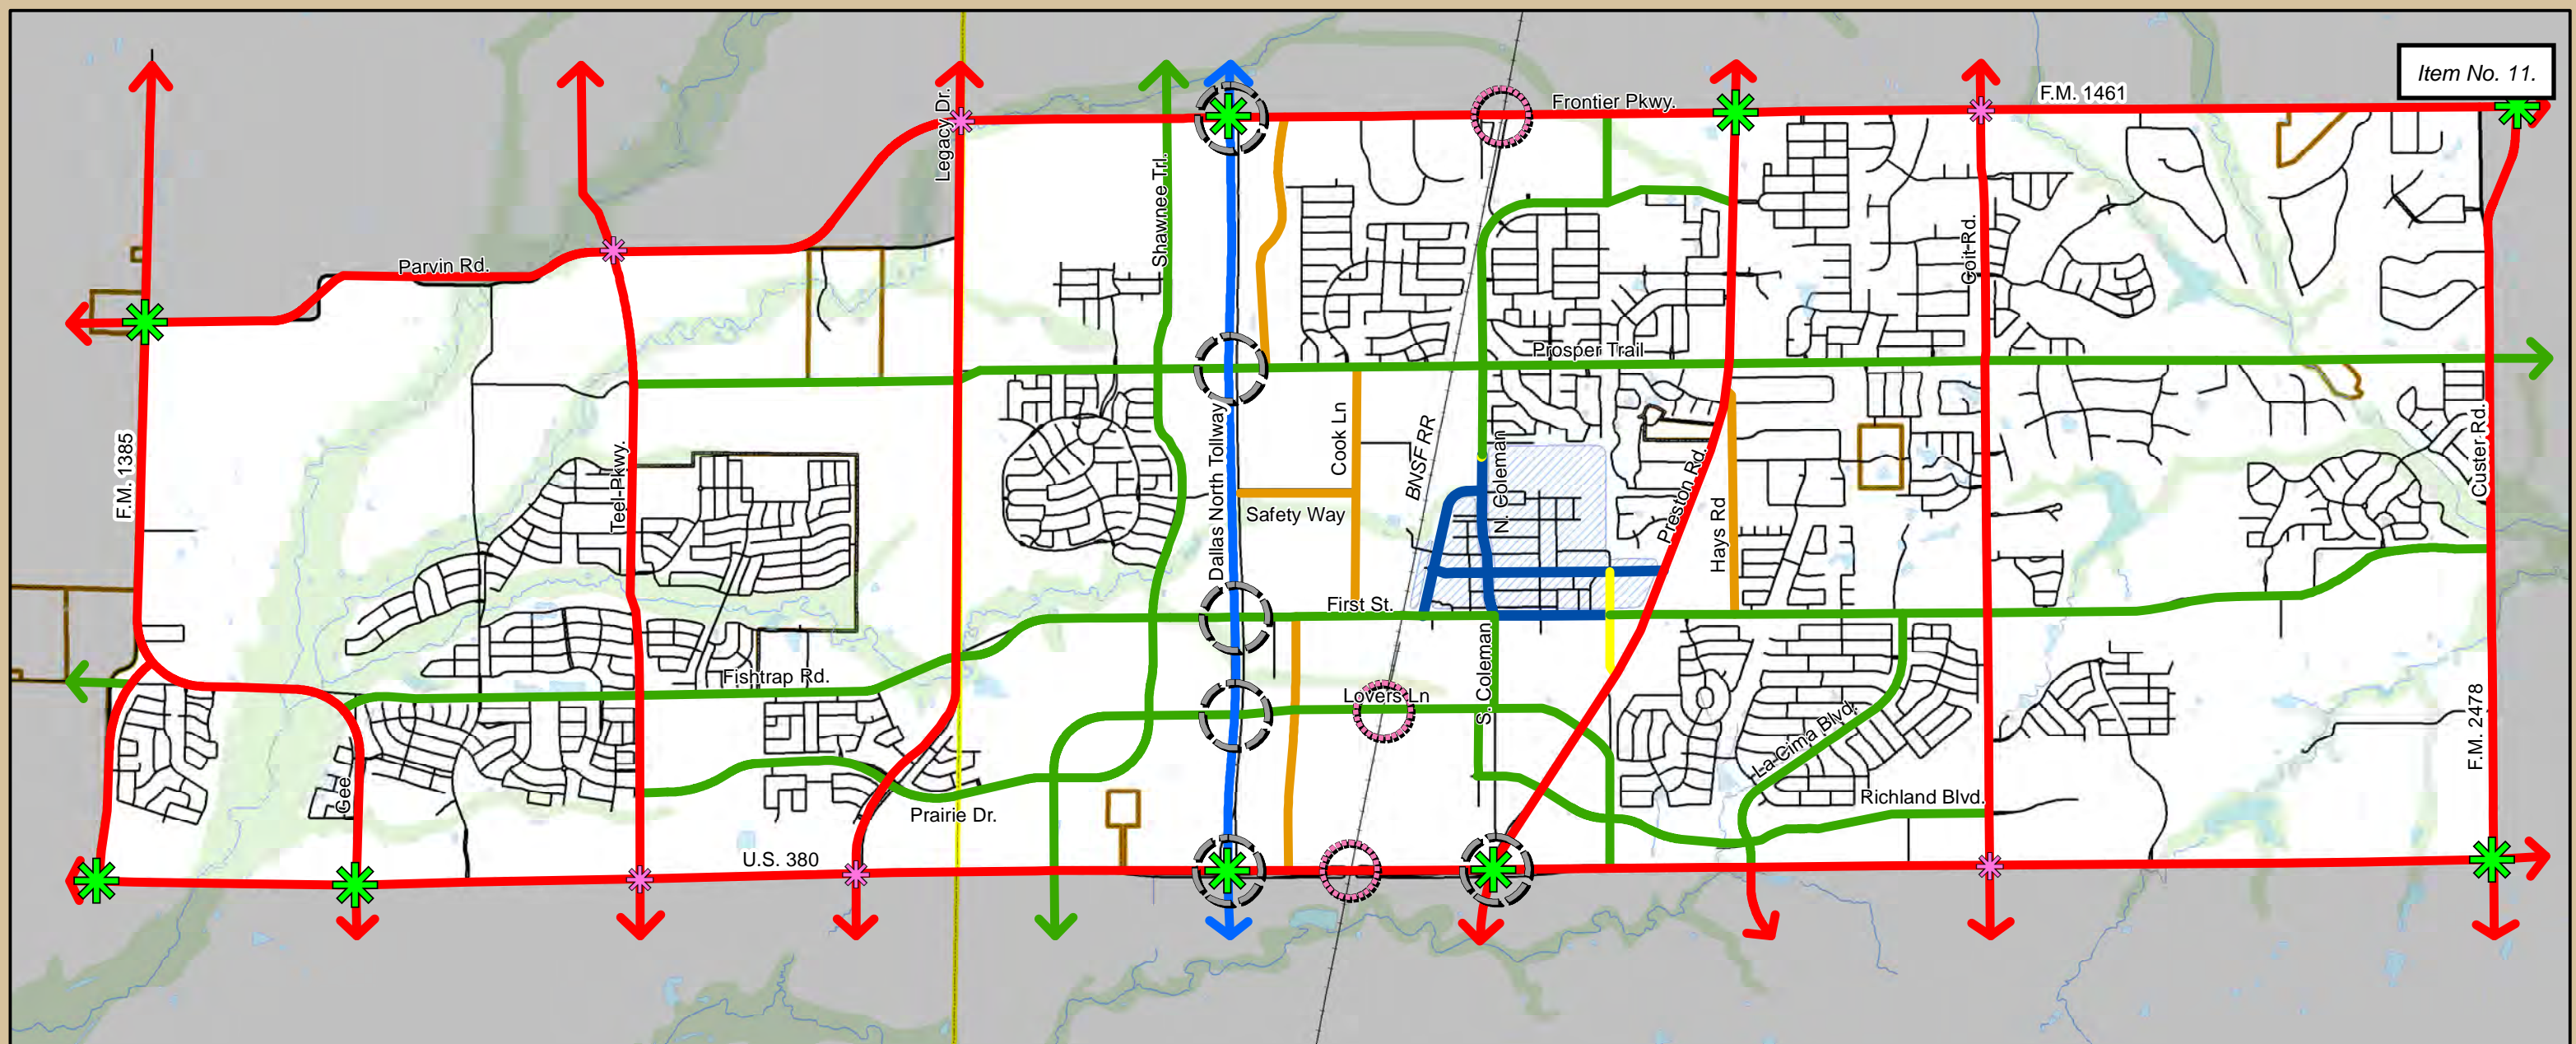 Item No. 11.
F.M. 1461
Frontier Pkwy.
Legacy Dr.
Shawnee Trl.
Parvin Rd.
Coit Rd.
Prosper Trail
F.M. 1385
Teel Pkwy.
Dallas North Tollway
Cook Ln
BNSF RR
N. Coleman
Preston Rd.
Hays Rd
Custer Rd.
Safety Way
First St.
Fishtrap Rd.
Lovers Ln
S. Coleman
La Cima Blvd.
F.M. 2478
Gee
Prairie Dr.
Richland Blvd.
U.S. 380